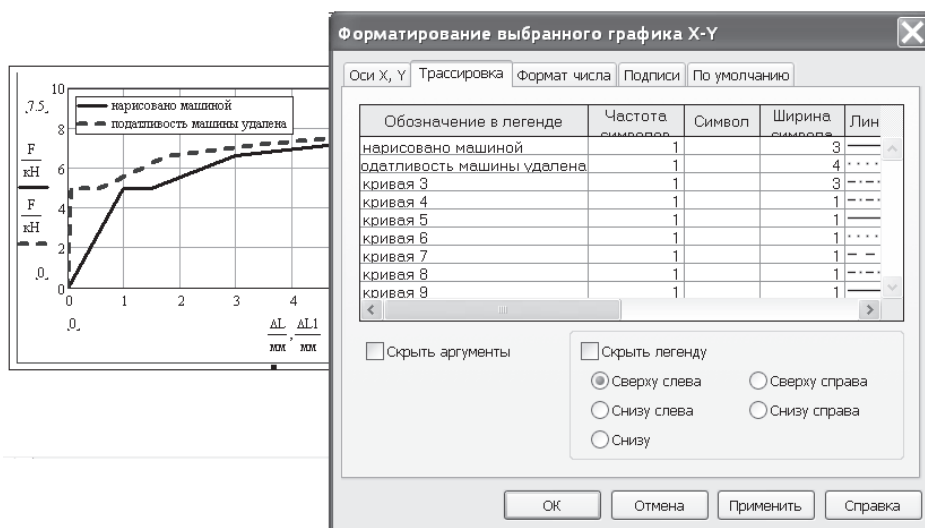 Форматирование выбранного графика X-Y
Оси X, Y Трассировка Формат числа Подписи По умолчанию
Обозначение в легенде Частота символов Символ Ширина символа Лин
нарисовано машиной 1 3
одатливость машины удалена 1 4
кривая 3 1 3
кривая 4 1 1
кривая 5 1 1
кривая 6 1 1
кривая 7 1 1
кривая 8 1 1
кривая 9 1 1
Скрыть аргументы
Скрыть легенду
Сверху слева Сверху справа
Снизу слева Снизу справа
Снизу
ОК Отмена Применить Справка
10
7.5
нарисовано машиной
податливость машины удалена
8
F
кН
6
F
кН
4
2
0
0
0 1 2 3 4
0
ΔL ΔL1
мм , мм